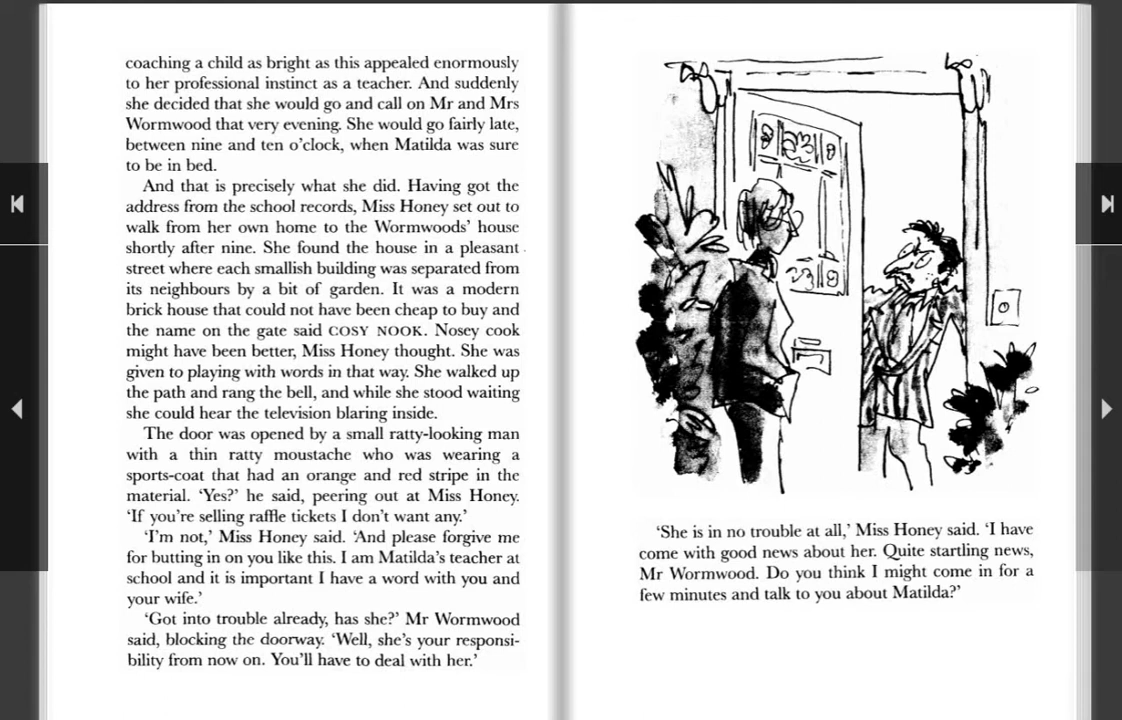 coaching a child as bright as this appealed enormously
to her professional instinct as a teacher. And suddenly
she decided that she would go and call on Mr and Mrs
Wormwood that very evening. She would go fairly late,
between nine and ten o’clock, when Matilda was sure
to be in bed.
And that is precisely what she did. Having got the
address from the school records, Miss Honey set out to
walk from her own home to the Wormwoods’ house
shortly after nine. She found the house in a pleasant
street where each smallish building was separated from
its neighbours by a bit of garden. It was a modern
brick house that could not have been cheap to buy and
the name on the gate said COSY NOOK. Nosey cook
might have been better, Miss Honey thought. She was
given to playing with words in that way. She walked up
the path and rang the bell, and while she stood waiting
she could hear the television blaring inside.
The door was opened by a small ratty-looking man
with a thin ratty moustache who was wearing a
sports-coat that had an orange and red stripe in the
material. ‘Yes?’ he said, peering out at Miss Honey.
‘If you’re selling raffle tickets I don’t want any.’
‘I’m not,’ Miss Honey said. ‘And please forgive me
for butting in on you like this. I am Matilda’s teacher at
school and it is important I have a word with you and
your wife.’
‘Got into trouble already, has she?’ Mr Wormwood
said, blocking the doorway. ‘Well, she’s your responsi-
bility from now on. You’ll have to deal with her.’
‘She is in no trouble at all,’ Miss Honey said. ‘I have
come with good news about her. Quite startling news,
Mr Wormwood. Do you think I might come in for a
few minutes and talk to you about Matilda?’